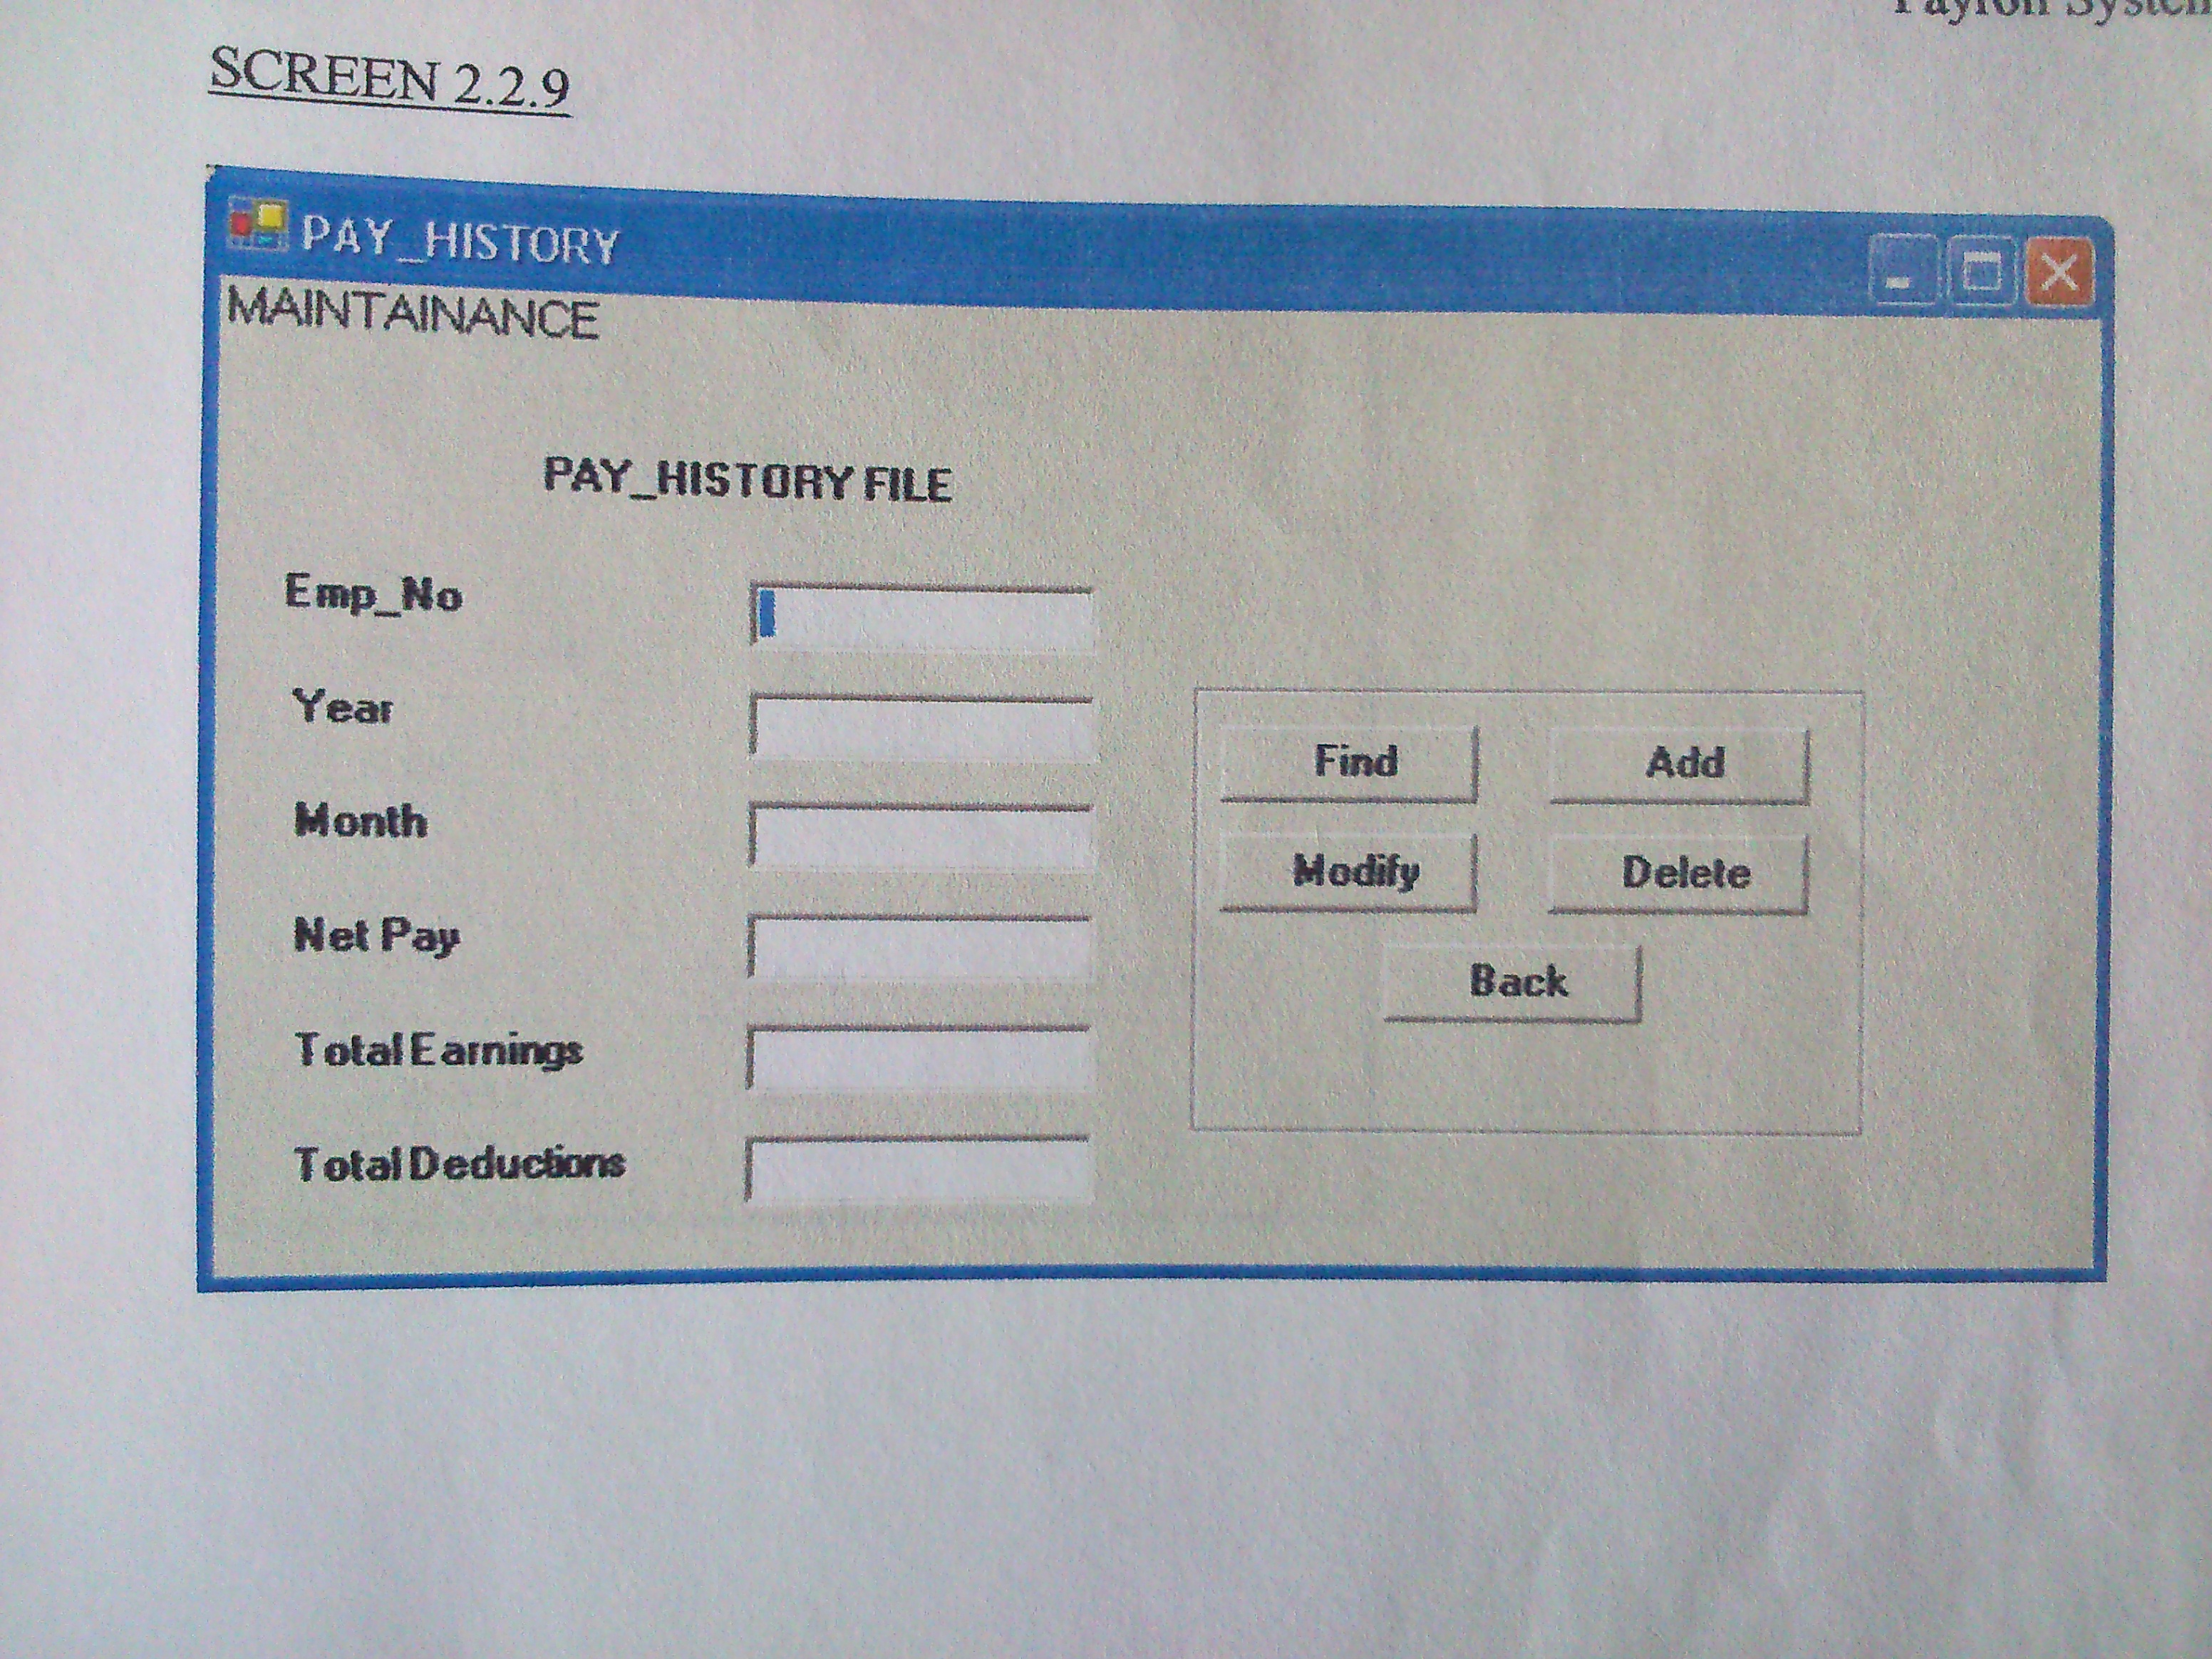 Payroll System
SCREEN 2.2.9
PAY_HISTORY
MAINTAINANCE
PAY_HISTORY FILE
Emp_No
Year
Month
Net Pay
Total Earnings
Total Deductions
Find Add
Modify Delete
Back